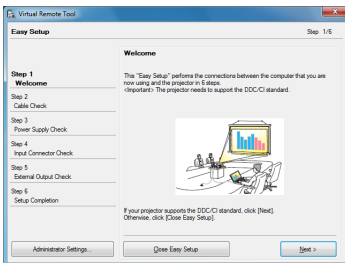 Virtual Remote Tool
Easy Setup
Step 1/6
Step 1
Welcome
Step 2
Cable Check
Step 3
Power Supply Check
Step 4
Input Connector Check
Step 5
External Output Check
Step 6
Setup Completion
Welcome
This "Easy Setup" performs the connections between the computer that you are
now using and the projector in 6 steps.
<Important> The projector needs to support the DDC/CI standard.
If your projector supports the DDC/CI standard, click [Next].
Otherwise, click [Close Easy Setup].
Administrator Settings...
Close Easy Setup
Next >